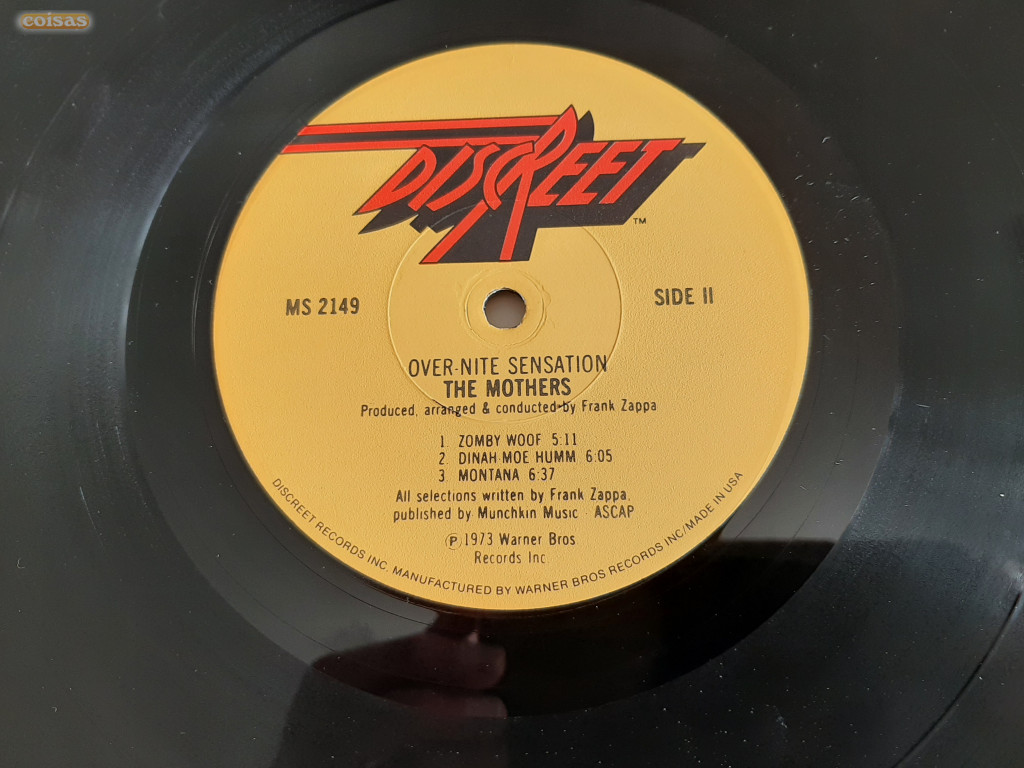 coisas
DISCREET
TM
MS 2149
SIDE II
OVER-NITE SENSATION
THE MOTHERS
Produced, arranged & conducted by Frank Zappa
1. ZOMBY WOOF 5:11
2. DINAH-MOE HUMM 6:05
3. MONTANA 6:37
All selections written by Frank Zappa,
published by Munchkin Music - ASCAP
℗ 1973 Warner Bros
Records Inc
DISCREET RECORDS INC. MANUFACTURED BY WARNER BROS RECORDS INC/MADE IN USA